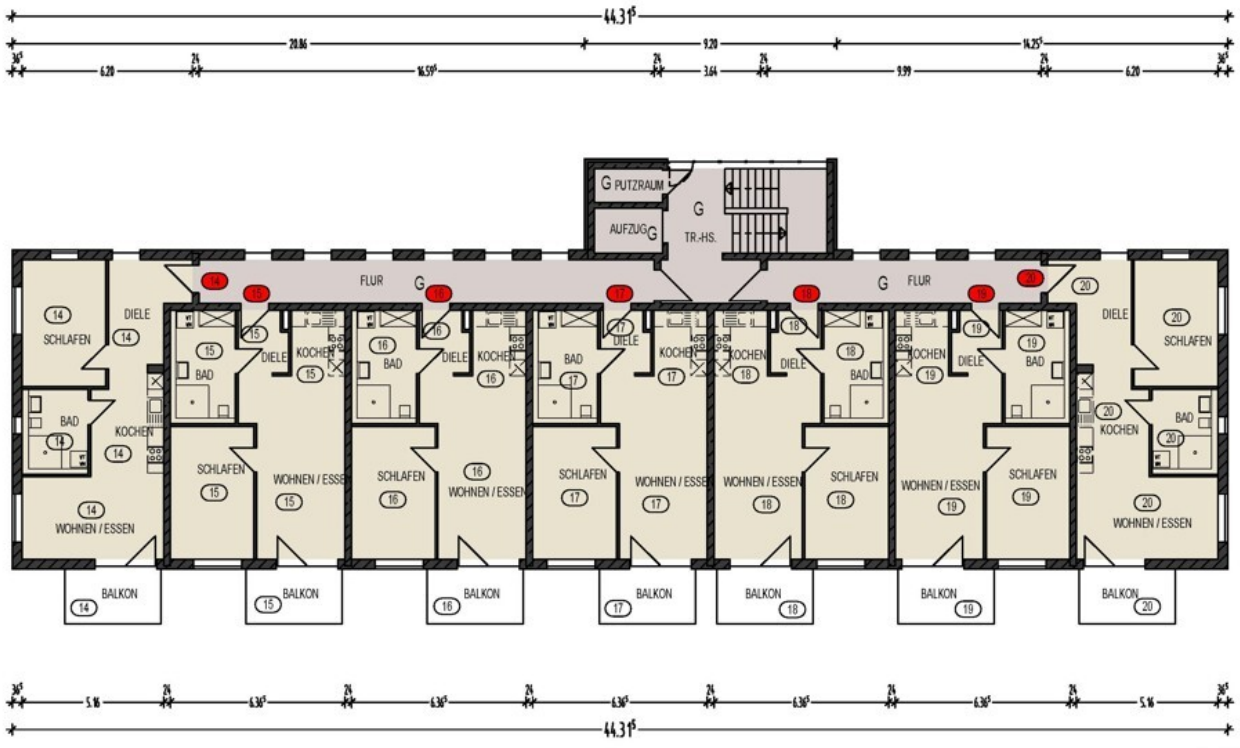 44.31⁵
20.86 9.20 14.25⁵
36⁵ 6.20 24 16.59⁵ 24 3.64 24 9.99 24 6.20 36⁵
G PUTZRAUM
AUFZUG G
G
TR.-HS.
14 15 FLUR G 16 17 18 G FLUR 19 20
14
SCHLAFEN
DIELE
14
BAD
14
KOCHEN
14
14
WOHNEN / ESSEN
14 BALKON
15
15
BAD
DIELE
KOCHEN
15
SCHLAFEN
15
WOHNEN / ESSEN
15
15 BALKON
16
16
BAD
DIELE
KOCHEN
16
SCHLAFEN
16
16
WOHNEN / ESSEN
16 BALKON
17
DIELE
BAD
17
KOCHEN
17
SCHLAFEN
17
WOHNEN / ESSEN
17
17 BALKON
18
KOCHEN
18
DIELE
18
BAD
WOHNEN / ESSEN
18
SCHLAFEN
18
BALKON 18
19
KOCHEN
19
DIELE
19
BAD
WOHNEN / ESSEN
19
SCHLAFEN
19
BALKON 19
20
DIELE
20
SCHLAFEN
20
KOCHEN
BAD
20
20
WOHNEN / ESSEN
BALKON 20
36⁵ 5.16 24 6.36⁵ 24 6.36⁵ 24 6.36⁵ 24 6.36⁵ 24 6.36⁵ 24 5.16 36⁵
44.31⁵